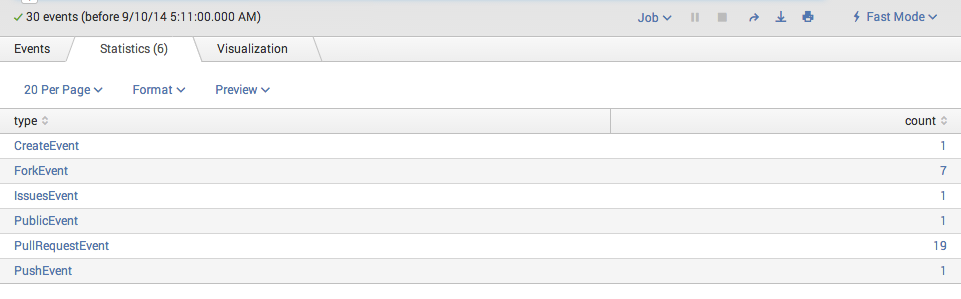 30 events (before 9/10/14 5:11:00.000 AM) Job Fast Mode
Events Statistics (6) Visualization
20 Per Page Format Preview
type count
CreateEvent 1
ForkEvent 7
IssuesEvent 1
PublicEvent 1
PullRequestEvent 19
PushEvent 1